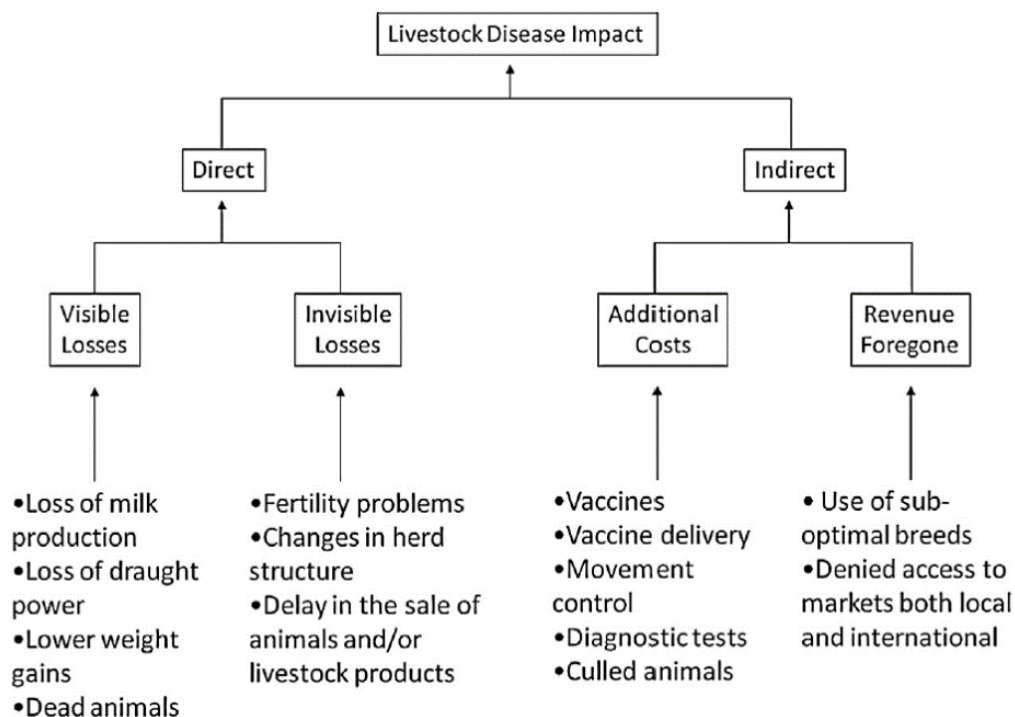 Livestock Disease Impact
Direct
Indirect
Visible
Losses
Invisible
Losses
Additional
Costs
Revenue
Foregone
•Loss of milk
production
•Loss of draught
power
•Lower weight
gains
•Dead animals
•Fertility problems
•Changes in herd
structure
•Delay in the sale of
animals and/or
livestock products
•Vaccines
•Vaccine delivery
•Movement
control
•Diagnostic tests
•Culled animals
• Use of sub-
optimal breeds
•Denied access to
markets both local
and international